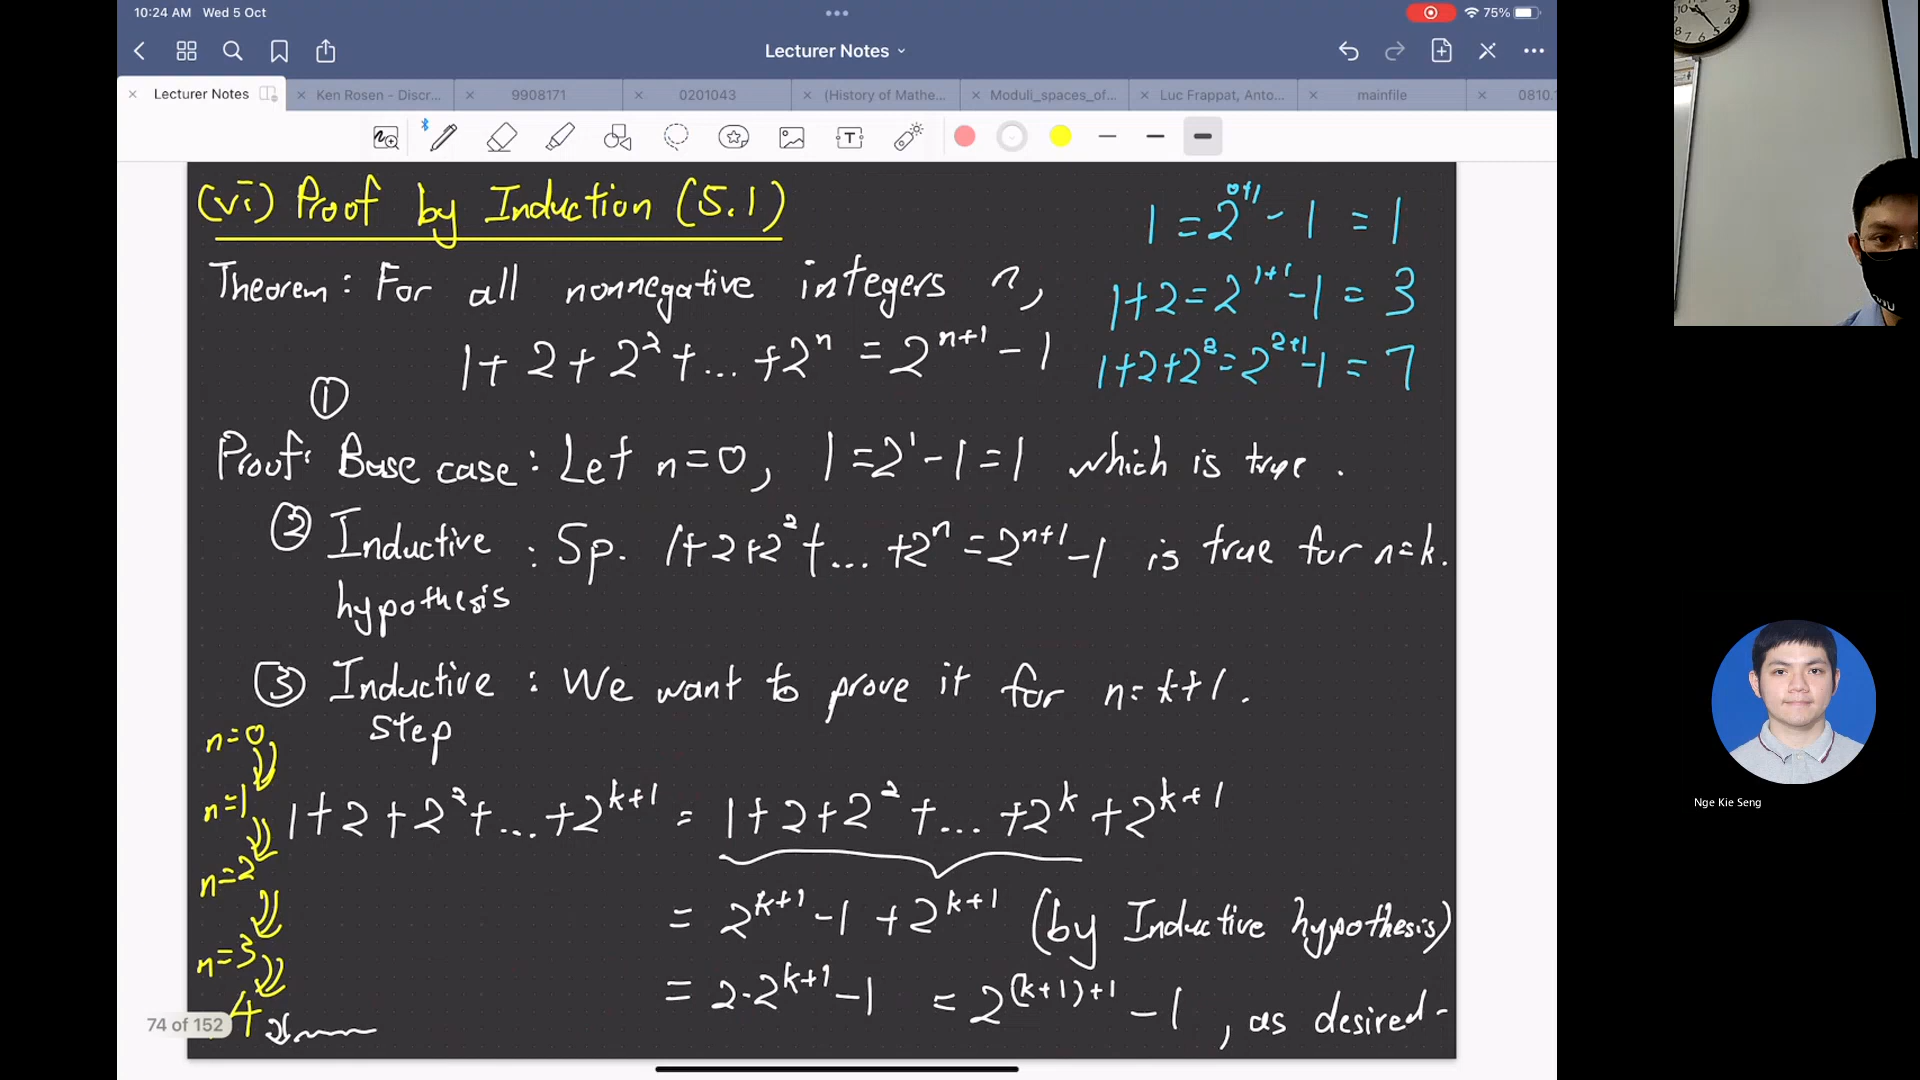 10:24 AM Wed 5 Oct
75%
Lecturer Notes
Lecturer Notes
Ken Rosen - Discr...
9908171
0201043
(History of Mathe...
Moduli_spaces_of...
Luc Frappat, Anto...
mainfile
0810.
(vi) Proof by Induction (5.1)
1 = 2^{0+1} - 1 = 1
Theorem: For all nonnegative integers n,
1+2 = 2^{1+1} - 1 = 3
1 + 2 + 2^2 + ... + 2^n = 2^{n+1} - 1
1+2+2^2 = 2^{2+1} - 1 = 7
①
Proof: Base case: Let n=0, 1 = 2^1 - 1 = 1 which is true.
② Inductive hypothesis : Sp. 1+2+2^2+...+2^n = 2^{n+1} - 1 is true for n=k.
③ Inductive step : We want to prove it for n=k+1.
n=0
n=1
n=2
n=3
4
1+2+2^2+...+2^{k+1} = 1+2+2^2+...+2^k + 2^{k+1}
= 2^{k+1} - 1 + 2^{k+1} (by Inductive hypothesis)
= 2·2^{k+1} - 1 = 2^{(k+1)+1} - 1, as desired.
74 of 152
Nge Kie Seng